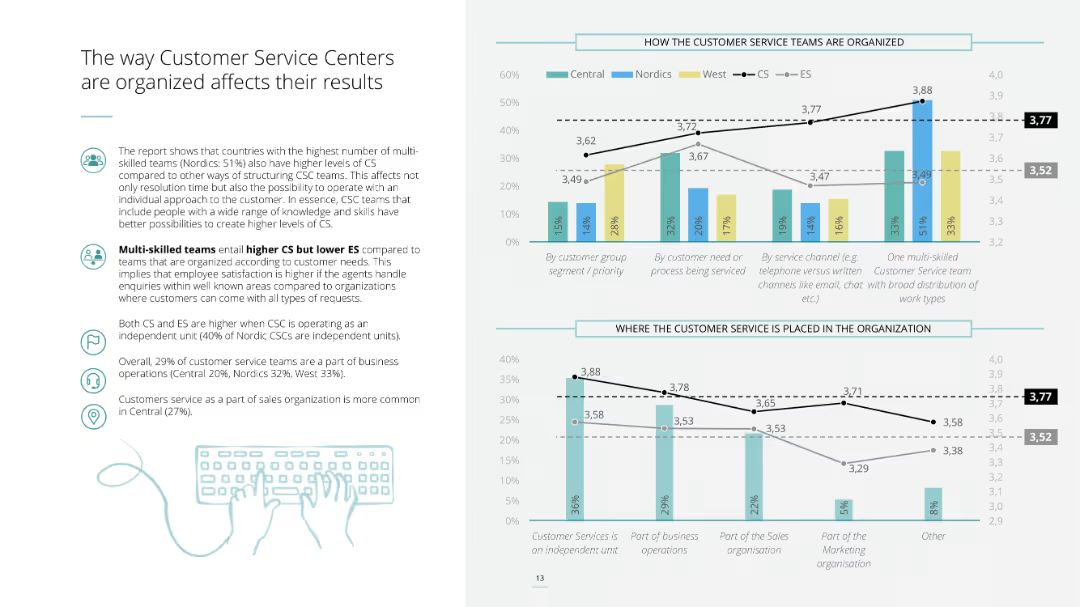 The way Customer Service Centers
are organized affects their results
The report shows that countries with the highest number of multi-
skilled teams (Nordics: 51%) also have higher levels of CS
compared to other ways of structuring CSC teams. This affects not
only resolution time but also the possibility to operate with an
individual approach to the customer. In essence, CSC teams that
include people with a wide range of knowledge and skills have
better possibilities to create higher levels of CS.
Multi-skilled teams entail higher CS but lower ES compared to
teams that are organized according to customer needs. This
implies that employee satisfaction is higher if the agents handle
enquiries within well known areas compared to organizations
where customers can come with all types of requests.
Both CS and ES are higher when CSC is operating as an
independent unit (40% of Nordic CSCs are independent units).
Overall, 29% of customer service teams are a part of business
operations (Central 20%, Nordics 32%, West 33%).
Customers service as a part of sales organization is more common
in Central (27%).
HOW THE CUSTOMER SERVICE TEAMS ARE ORGANIZED
Central Nordics West CS ES
60%
50%
40%
30%
20%
10%
0%
4,0
3,9
3,8
3,7
3,6
3,5
3,4
3,3
3,2
3,62
3,72
3,77
3,88
3,49
3,67
3,47
3,49
3,77
3,52
15% 14% 28%
32% 20% 17%
19% 14% 16%
33% 51% 33%
By customer group
segment / priority
By customer need or
process being serviced
By service channel (e.g.
telephone versus written
channels like email, chat
etc.)
One multi-skilled
Customer Service team
with broad distribution of
work types
WHERE THE CUSTOMER SERVICE IS PLACED IN THE ORGANIZATION
40%
35%
30%
25%
20%
15%
10%
5%
0%
4,0
3,9
3,8
3,7
3,6
3,5
3,4
3,3
3,2
3,1
3,0
2,9
3,88
3,78
3,65
3,71
3,58
3,58
3,53
3,53
3,29
3,38
3,77
3,52
36%
29%
22%
5%
8%
Customer Services is
an independent unit
Part of business
operations
Part of the Sales
organisation
Part of the
Marketing
organisation
Other
13